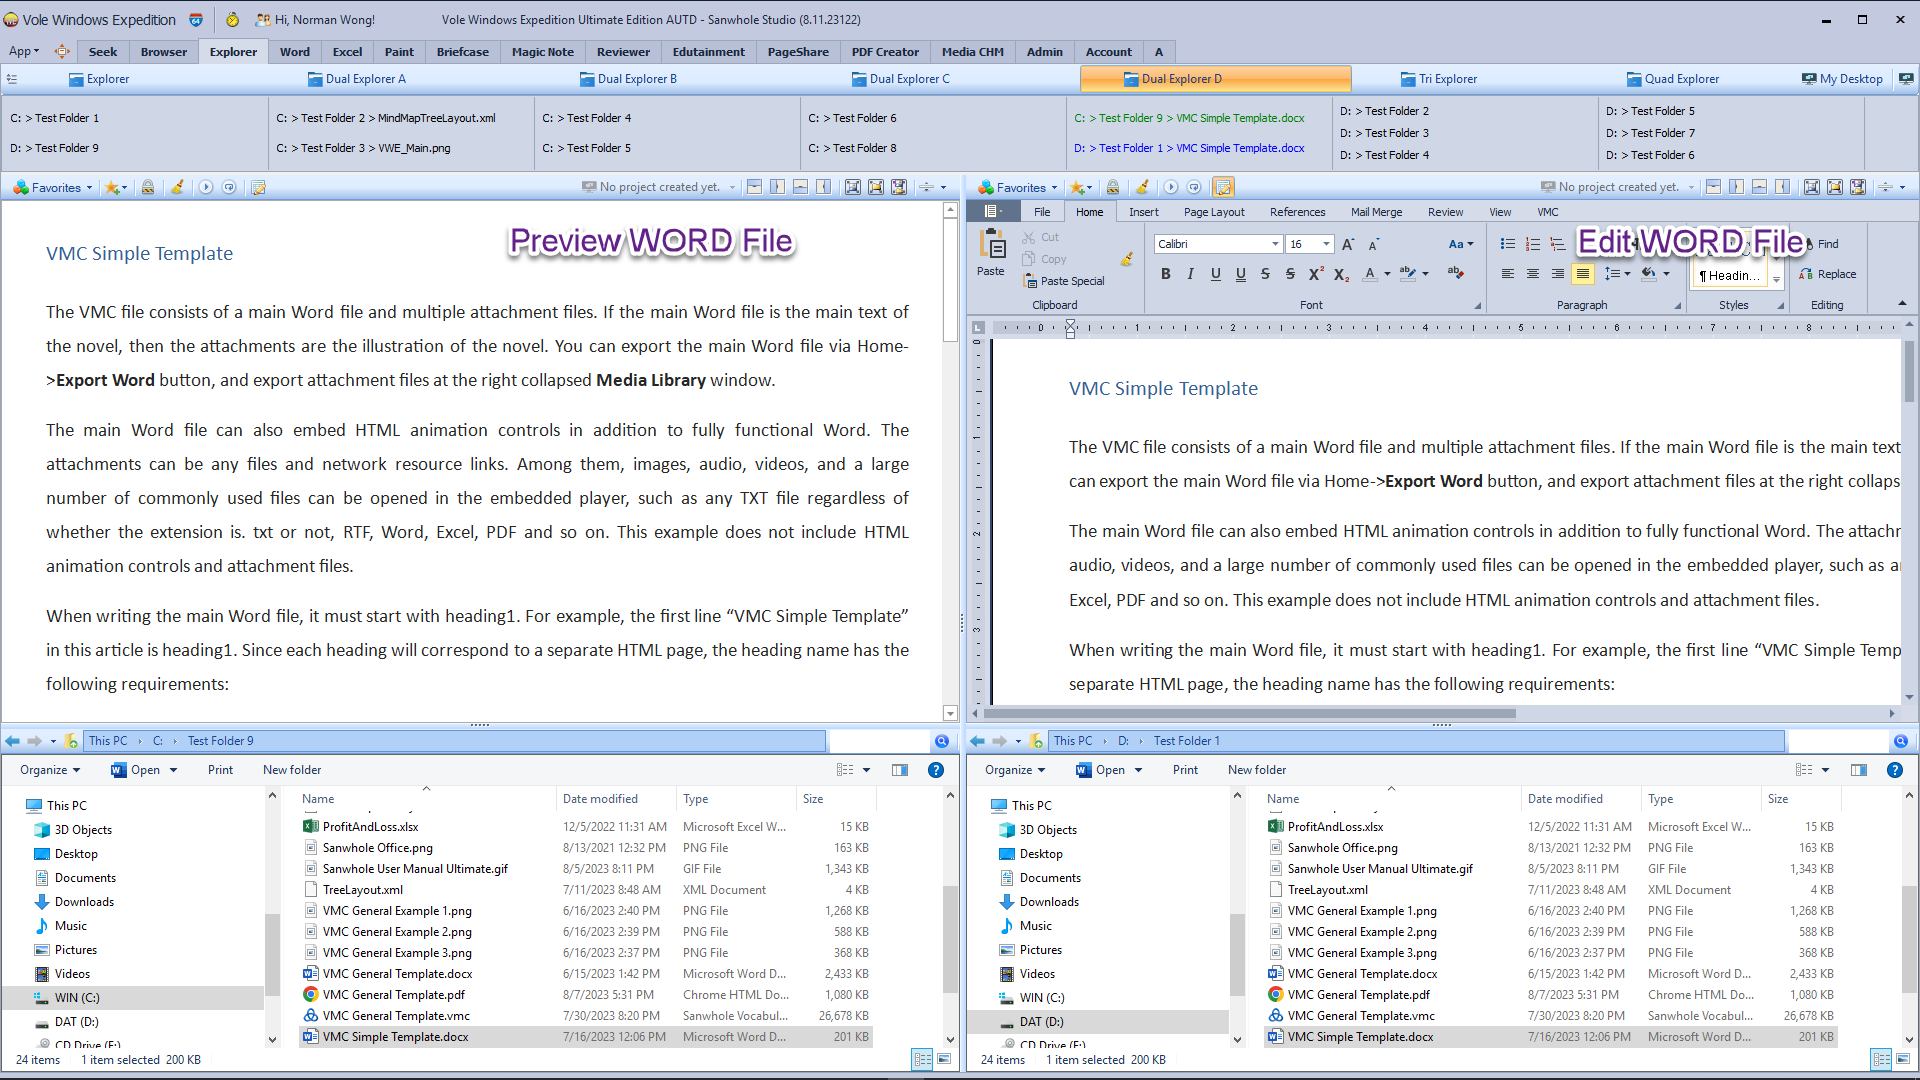 Vole Windows Expedition
Hi, Norman Wong!
Vole Windows Expedition Ultimate Edition AUTD - Sanwhole Studio (8.11.23122)
App
Seek
Browser
Explorer
Word
Excel
Paint
Briefcase
Magic Note
Reviewer
Edutainment
PageShare
PDF Creator
Media CHM
Admin
Account
A
Explorer
Dual Explorer A
Dual Explorer B
Dual Explorer C
Dual Explorer D
Tri Explorer
Quad Explorer
My Desktop
C: > Test Folder 1
D: > Test Folder 9
C: > Test Folder 2 > MindMapTreeLayout.xml
C: > Test Folder 3 > VWE_Main.png
C: > Test Folder 4
C: > Test Folder 5
C: > Test Folder 6
C: > Test Folder 8
C: > Test Folder 9 > VMC Simple Template.docx
D: > Test Folder 1 > VMC Simple Template.docx
D: > Test Folder 2
D: > Test Folder 3
D: > Test Folder 4
D: > Test Folder 5
D: > Test Folder 7
D: > Test Folder 6
Favorites
No project created yet.
Preview WORD File
VMC Simple Template
The VMC file consists of a main Word file and multiple attachment files. If the main Word file is the main text of
the novel, then the attachments are the illustration of the novel. You can export the main Word file via Home-
>Export Word button, and export attachment files at the right collapsed Media Library window.
The main Word file can also embed HTML animation controls in addition to fully functional Word. The
attachments can be any files and network resource links. Among them, images, audio, videos, and a large
number of commonly used files can be opened in the embedded player, such as any TXT file regardless of
whether the extension is. txt or not, RTF, Word, Excel, PDF and so on. This example does not include HTML
animation controls and attachment files.
When writing the main Word file, it must start with heading1. For example, the first line “VMC Simple Template”
in this article is heading1. Since each heading will correspond to a separate HTML page, the heading name has the
following requirements:
Favorites
No project created yet.
File
Home
Insert
Page Layout
References
Mail Merge
Review
View
VMC
Paste
Cut
Copy
Paste Special
Clipboard
Calibri
16
Font
Paragraph
Edit WORD File
¶ Headin...
Styles
Find
Replace
Editing
0 1 2 3 4 5 6 7 8
VMC Simple Template
The VMC file consists of a main Word file and multiple attachment files. If the main Word file is the main text
can export the main Word file via Home->Export Word button, and export attachment files at the right collaps
The main Word file can also embed HTML animation controls in addition to fully functional Word. The attachm
audio, videos, and a large number of commonly used files can be opened in the embedded player, such as a
Excel, PDF and so on. This example does not include HTML animation controls and attachment files.
When writing the main Word file, it must start with heading1. For example, the first line “VMC Simple Temp
separate HTML page, the heading name has the following requirements:
This PC
C:
Test Folder 9
Organize
Open
Print
New folder
This PC
3D Objects
Desktop
Documents
Downloads
Music
Pictures
Videos
WIN (C:)
DAT (D:)
CD Drive (F:)
Name Date modified Type Size
ProfitAndLoss.xlsx 12/5/2022 11:31 AM Microsoft Excel W... 15 KB
Sanwhole Office.png 8/13/2021 12:32 PM PNG File 163 KB
Sanwhole User Manual Ultimate.gif 8/5/2023 8:11 PM GIF File 1,343 KB
TreeLayout.xml 7/11/2023 8:48 AM XML Document 4 KB
VMC General Example 1.png 6/16/2023 2:40 PM PNG File 1,268 KB
VMC General Example 2.png 6/16/2023 2:39 PM PNG File 588 KB
VMC General Example 3.png 6/16/2023 2:37 PM PNG File 368 KB
VMC General Template.docx 6/15/2023 1:42 PM Microsoft Word D... 2,433 KB
VMC General Template.pdf 8/7/2023 5:31 PM Chrome HTML Do... 1,080 KB
VMC General Template.vmc 7/30/2023 8:20 PM Sanwhole Vocabul... 26,678 KB
VMC Simple Template.docx 7/16/2023 12:06 PM Microsoft Word D... 201 KB
24 items 1 item selected 200 KB
This PC
D:
Test Folder 1
Organize
Open
Print
New folder
This PC
3D Objects
Desktop
Documents
Downloads
Music
Pictures
Videos
WIN (C:)
DAT (D:)
CD Drive (F:)
Name Date modified Type Size
ProfitAndLoss.xlsx 12/5/2022 11:31 AM Microsoft Excel W... 15 KB
Sanwhole Office.png 8/13/2021 12:32 PM PNG File 163 KB
Sanwhole User Manual Ultimate.gif 8/5/2023 8:11 PM GIF File 1,343 KB
TreeLayout.xml 7/11/2023 8:48 AM XML Document 4 KB
VMC General Example 1.png 6/16/2023 2:40 PM PNG File 1,268 KB
VMC General Example 2.png 6/16/2023 2:39 PM PNG File 588 KB
VMC General Example 3.png 6/16/2023 2:37 PM PNG File 368 KB
VMC General Template.docx 6/15/2023 1:42 PM Microsoft Word D... 2,433 KB
VMC General Template.pdf 8/7/2023 5:31 PM Chrome HTML Do... 1,080 KB
VMC General Template.vmc 7/30/2023 8:20 PM Sanwhole Vocabul... 26,678 KB
VMC Simple Template.docx 7/16/2023 12:06 PM Microsoft Word D... 201 KB
24 items 1 item selected 200 KB